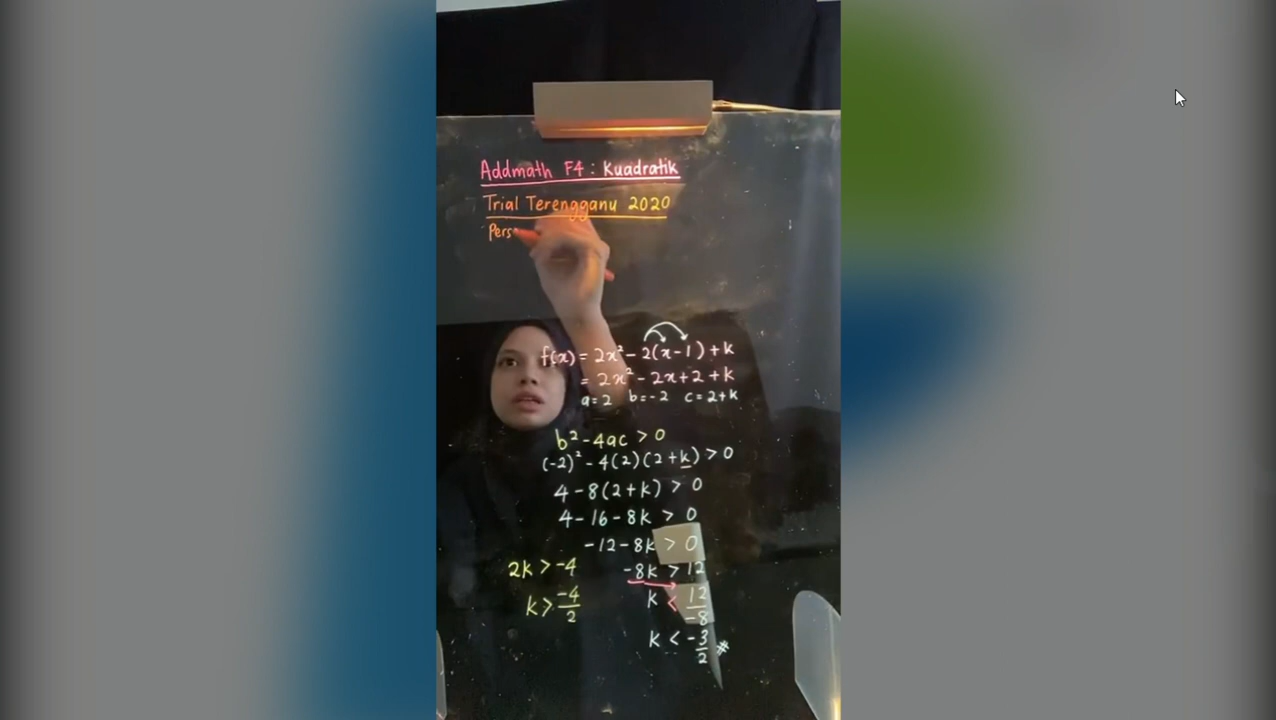 Addmath F4 : Kuadratik
Trial Terengganu 2020
Pers
f(x) = 2x² - 2(x-1) + k
= 2x² - 2x + 2 + k
a = 2 b = -2 c = 2+k
b² - 4ac > 0
(-2)² - 4(2)(2+k) > 0
4 - 8(2+k) > 0
4 - 16 - 8k > 0
-12 - 8k > 0
2k > -4
-8k > 12
k > -4/2
k < 12/-8
k < -3/2 *